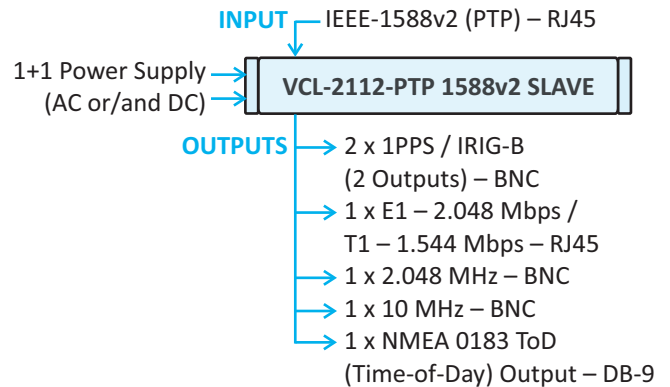 INPUT
IEEE-1588v2 (PTP) – RJ45
1+1 Power Supply
(AC or/and DC)
VCL-2112-PTP 1588v2 SLAVE
OUTPUTS
2 x 1PPS / IRIG-B
(2 Outputs) – BNC
1 x E1 – 2.048 Mbps /
T1 – 1.544 Mbps – RJ45
1 x 2.048 MHz – BNC
1 x 10 MHz – BNC
1 x NMEA 0183 ToD
(Time-of-Day) Output – DB-9